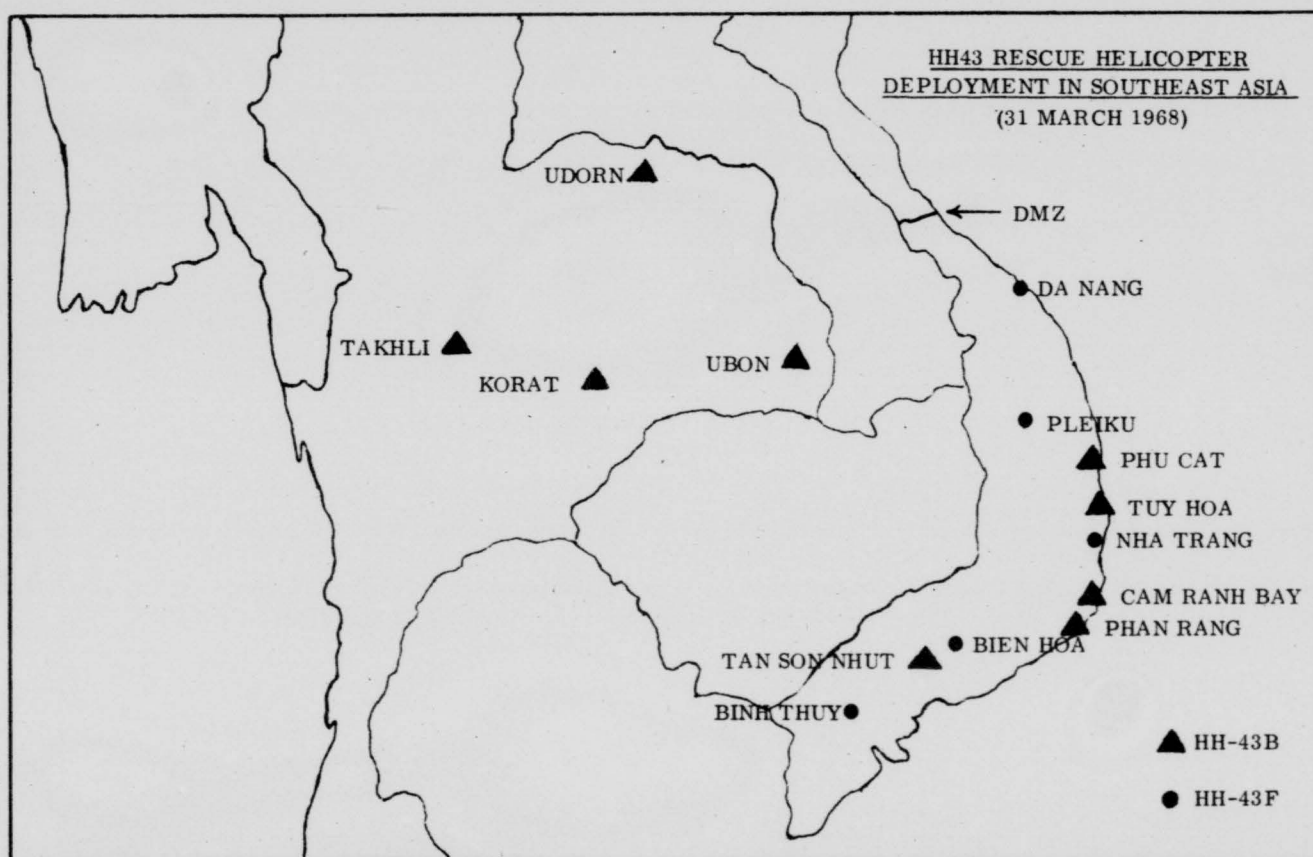 HH43 RESCUE HELICOPTER
DEPLOYMENT IN SOUTHEAST ASIA
(31 MARCH 1968)
UDORN
DMZ
DA NANG
TAKHLI
KORAT
UBON
PLEIKU
PHU CAT
TUY HOA
NHA TRANG
CAM RANH BAY
PHAN RANG
BIEN HOA
TAN SON NHUT
BINH THUY
HH-43B
HH-43F